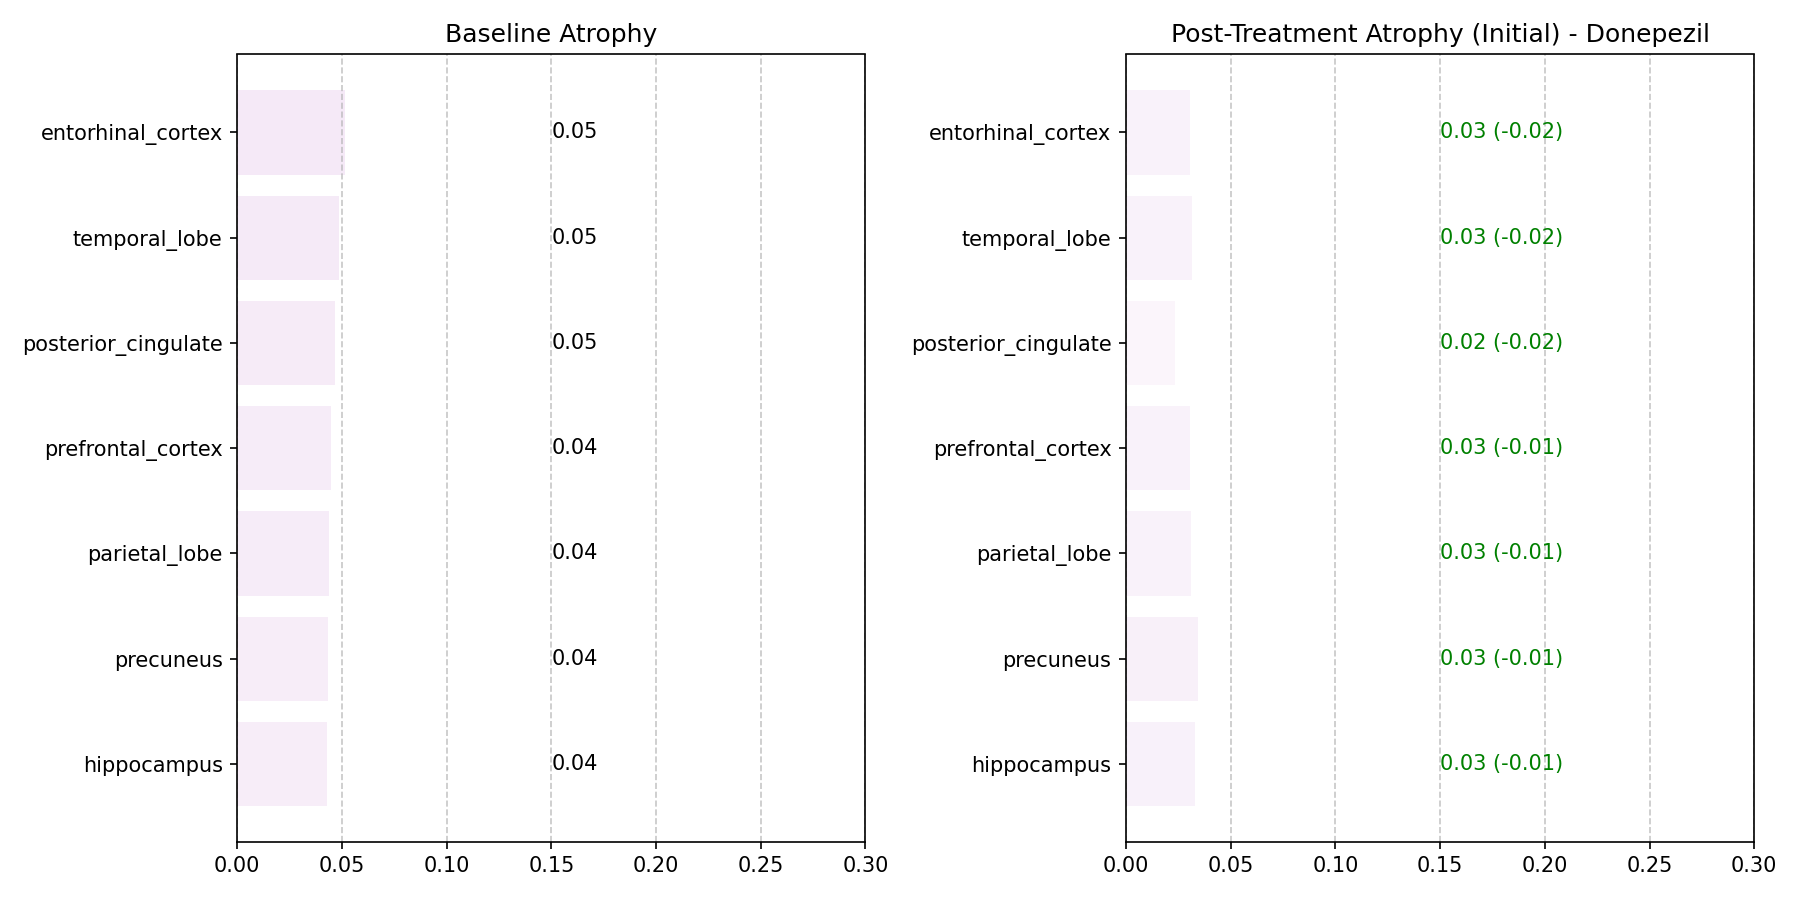 Baseline Atrophy
entorhinal_cortex
0.05
temporal_lobe
0.05
posterior_cingulate
0.05
prefrontal_cortex
0.04
parietal_lobe
0.04
precuneus
0.04
hippocampus
0.04
0.00 0.05 0.10 0.15 0.20 0.25 0.30
Post-Treatment Atrophy (Initial) - Donepezil
entorhinal_cortex
0.03 (-0.02)
temporal_lobe
0.03 (-0.02)
posterior_cingulate
0.02 (-0.02)
prefrontal_cortex
0.03 (-0.01)
parietal_lobe
0.03 (-0.01)
precuneus
0.03 (-0.01)
hippocampus
0.03 (-0.01)
0.00 0.05 0.10 0.15 0.20 0.25 0.30